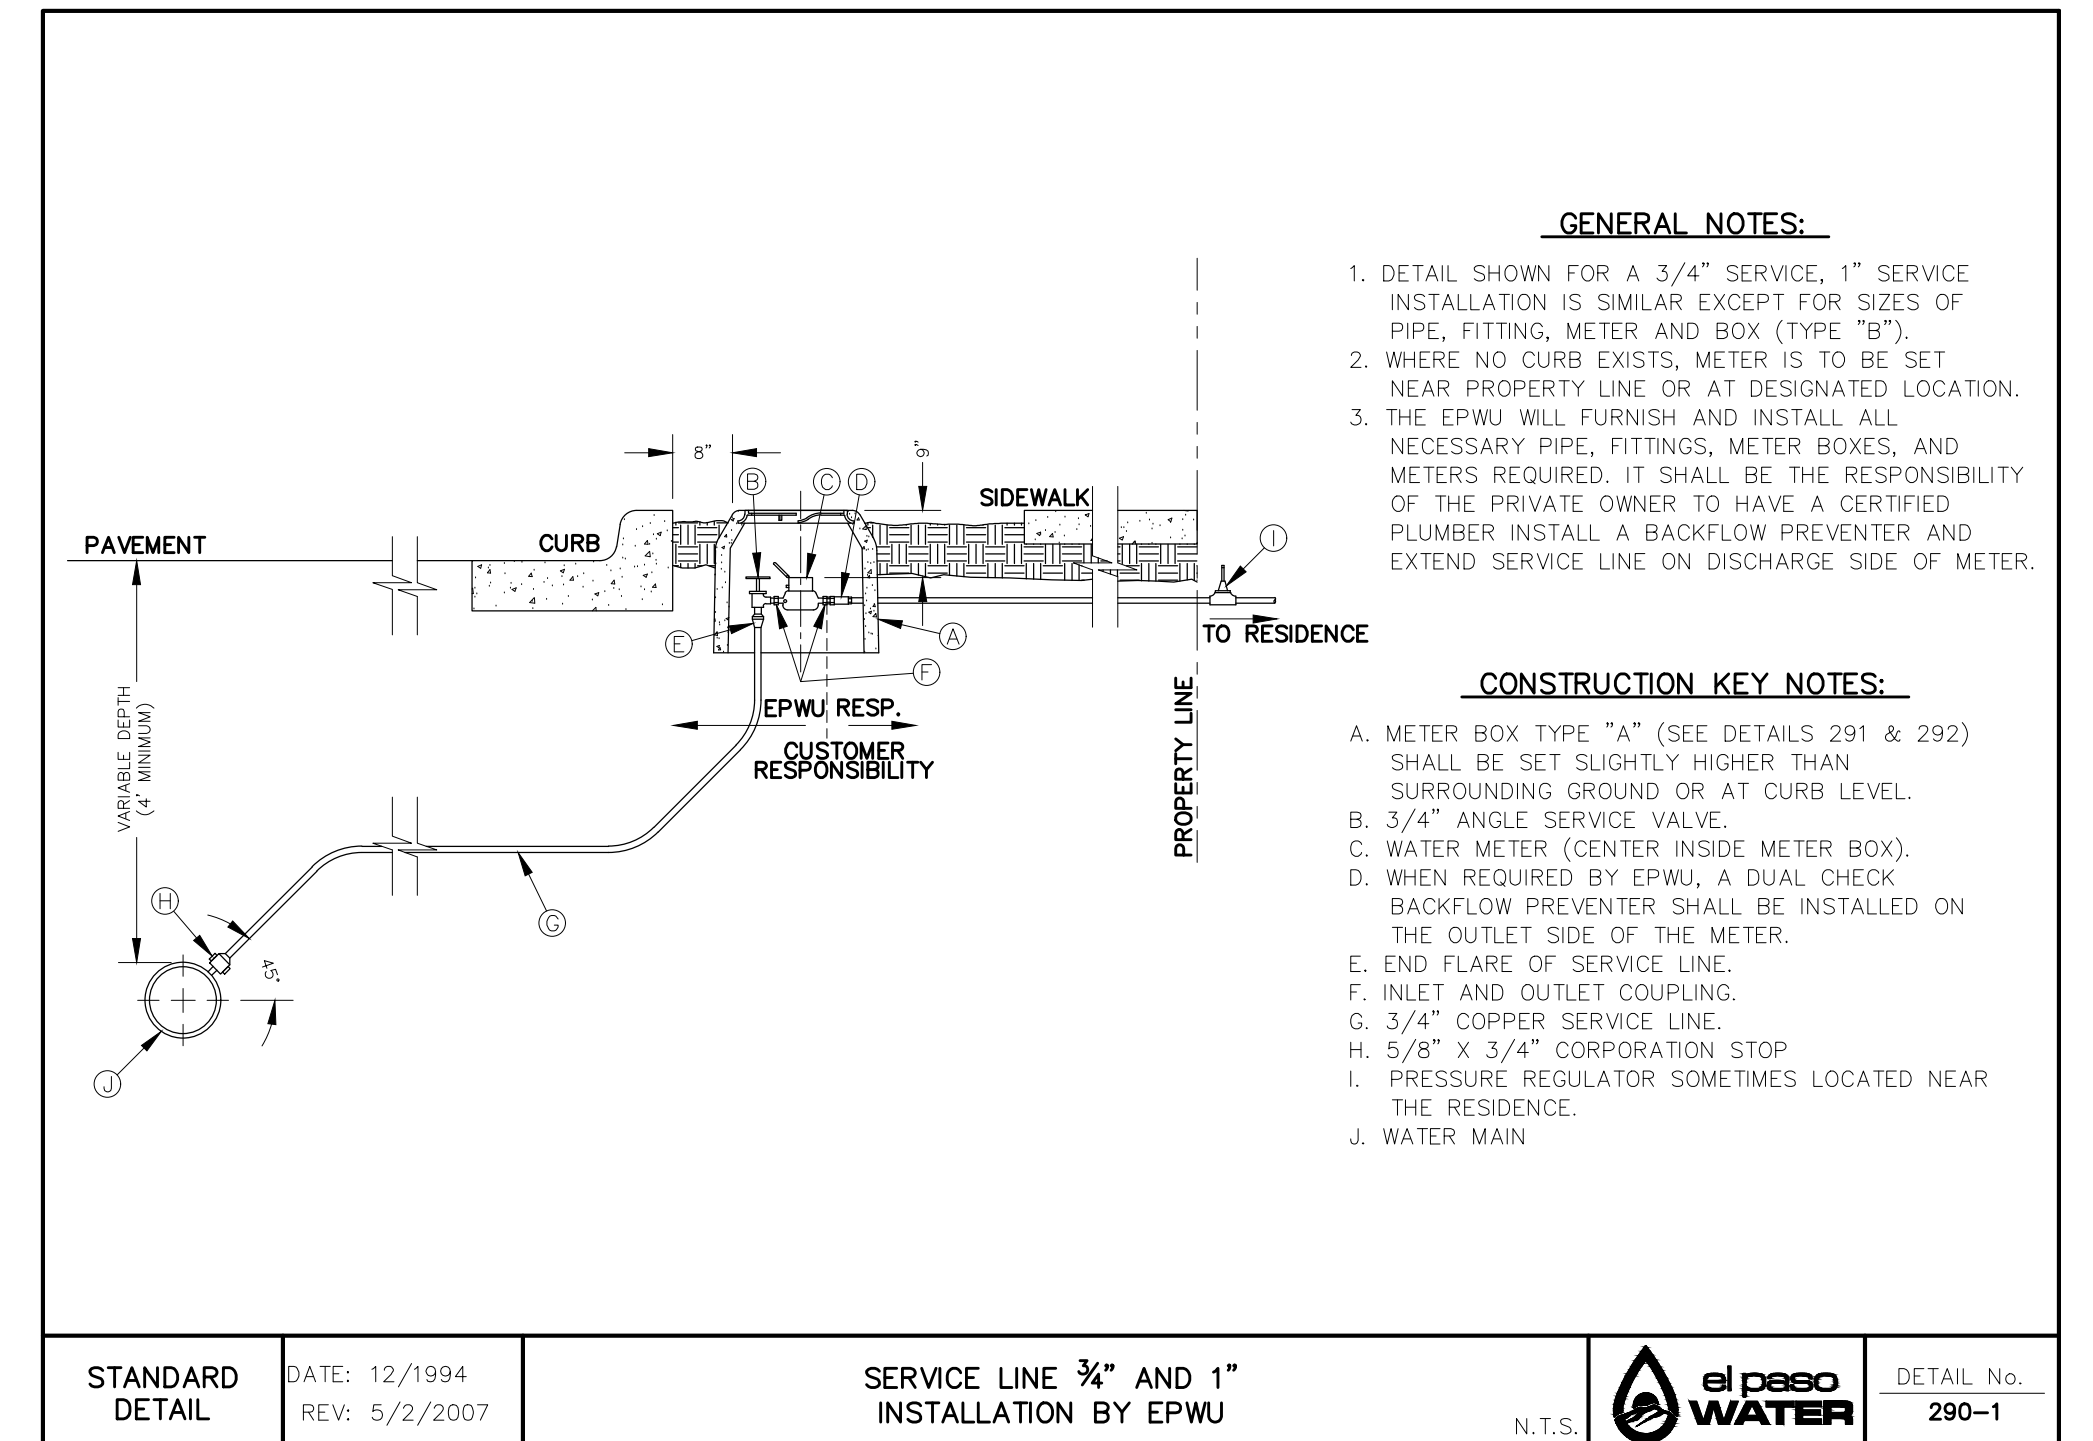 GENERAL NOTES:
1. DETAIL SHOWN FOR A 3/4" SERVICE, 1" SERVICE
INSTALLATION IS SIMILAR EXCEPT FOR SIZES OF
PIPE, FITTING, METER AND BOX (TYPE "B").
2. WHERE NO CURB EXISTS, METER IS TO BE SET
NEAR PROPERTY LINE OR AT DESIGNATED LOCATION.
3. THE EPWU WILL FURNISH AND INSTALL ALL
NECESSARY PIPE, FITTINGS, METER BOXES, AND
METERS REQUIRED. IT SHALL BE THE RESPONSIBILITY
OF THE PRIVATE OWNER TO HAVE A CERTIFIED
PLUMBER INSTALL A BACKFLOW PREVENTER AND
EXTEND SERVICE LINE ON DISCHARGE SIDE OF METER.
8"
9"
B
C
D
SIDEWALK
I
PAVEMENT
CURB
E
A
TO RESIDENCE
F
EPWU RESP.
CUSTOMER
RESPONSIBILITY
PROPERTY LINE
VARIABLE DEPTH
(4' MINIMUM)
H
G
45°
J
CONSTRUCTION KEY NOTES:
A. METER BOX TYPE "A" (SEE DETAILS 291 & 292)
SHALL BE SET SLIGHTLY HIGHER THAN
SURROUNDING GROUND OR AT CURB LEVEL.
B. 3/4" ANGLE SERVICE VALVE.
C. WATER METER (CENTER INSIDE METER BOX).
D. WHEN REQUIRED BY EPWU, A DUAL CHECK
BACKFLOW PREVENTER SHALL BE INSTALLED ON
THE OUTLET SIDE OF THE METER.
E. END FLARE OF SERVICE LINE.
F. INLET AND OUTLET COUPLING.
G. 3/4" COPPER SERVICE LINE.
H. 5/8" X 3/4" CORPORATION STOP
I. PRESSURE REGULATOR SOMETIMES LOCATED NEAR
THE RESIDENCE.
J. WATER MAIN
STANDARD
DETAIL
DATE: 12/1994
REV: 5/2/2007
SERVICE LINE ¾" AND 1"
INSTALLATION BY EPWU
N.T.S.
el paso
WATER
DETAIL No.
290-1